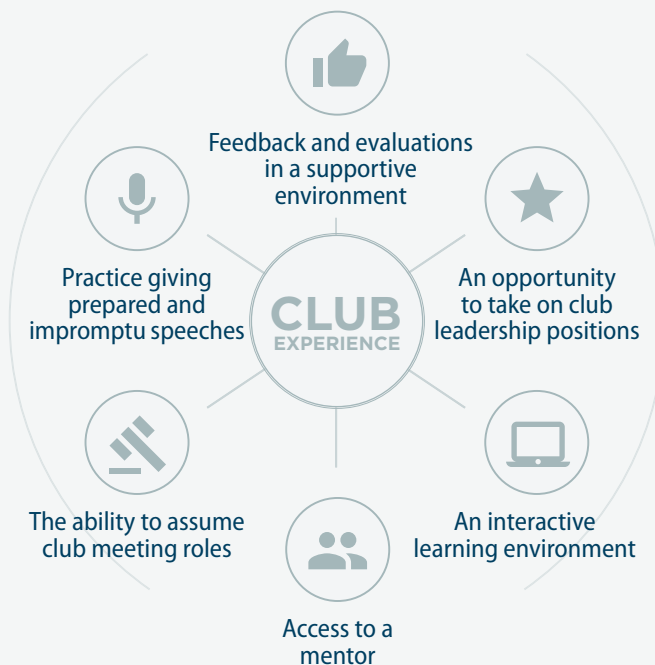 Feedback and evaluations
in a supportive
environment
Practice giving
prepared and
impromptu speeches
CLUB
EXPERIENCE
An opportunity
to take on club
leadership positions
The ability to assume
club meeting roles
An interactive
learning environment
Access to a
mentor